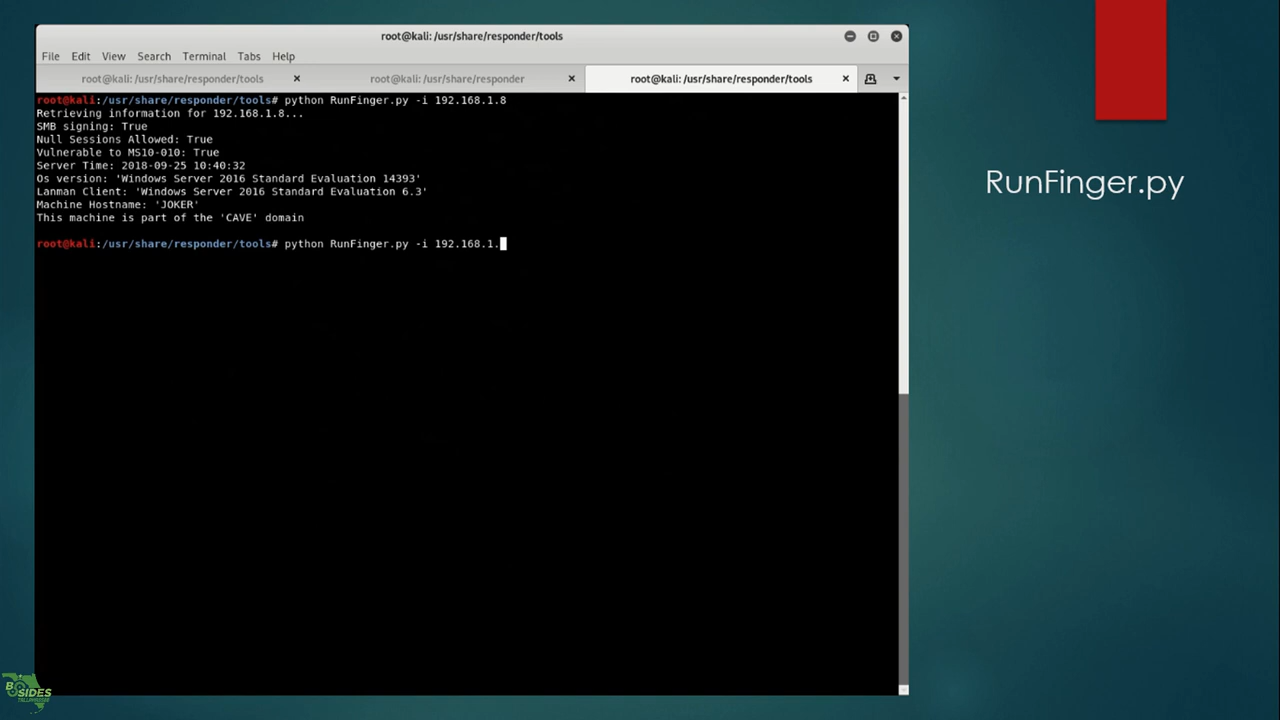 root@kali: /usr/share/responder/tools
File Edit View Search Terminal Tabs Help
root@kali: /usr/share/responder/tools root@kali: /usr/share/responder root@kali: /usr/share/responder/tools
root@kali:/usr/share/responder/tools# python RunFinger.py -i 192.168.1.8
Retrieving information for 192.168.1.8...
SMB signing: True
Null Sessions Allowed: True
Vulnerable to MS10-010: True
Server Time: 2018-09-25 10:40:32
Os version: 'Windows Server 2016 Standard Evaluation 14393'
Lanman Client: 'Windows Server 2016 Standard Evaluation 6.3'
Machine Hostname: 'JOKER'
This machine is part of the 'CAVE' domain
root@kali:/usr/share/responder/tools# python RunFinger.py -i 192.168.1.
RunFinger.py
BSIDES
TALLAHASSEE